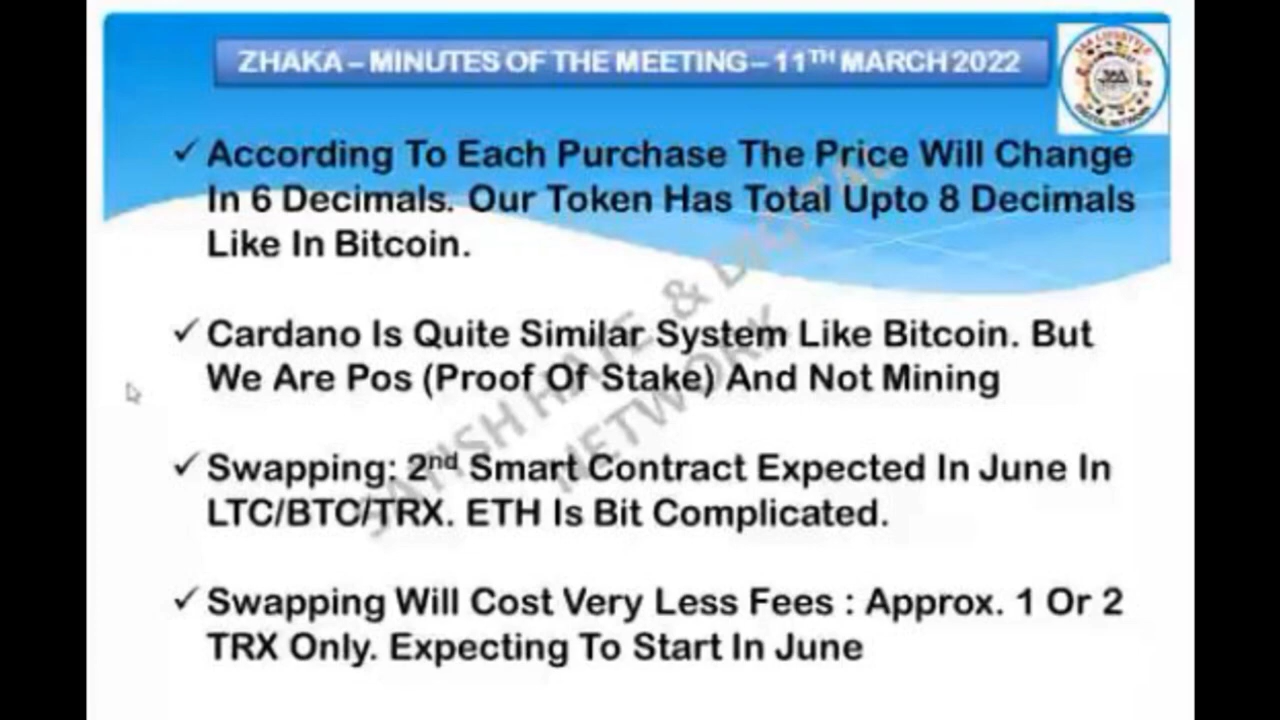 ZHAKA – MINUTES OF THE MEETING – 11TH MARCH 2022
✓ According To Each Purchase The Price Will Change
In 6 Decimals. Our Token Has Total Upto 8 Decimals
Like In Bitcoin.
✓ Cardano Is Quite Similar System Like Bitcoin. But
We Are Pos (Proof Of Stake) And Not Mining
✓ Swapping: 2nd Smart Contract Expected In June In
LTC/BTC/TRX. ETH Is Bit Complicated.
✓ Swapping Will Cost Very Less Fees : Approx. 1 Or 2
TRX Only. Expecting To Start In June
& DIGITAL
NETWORK